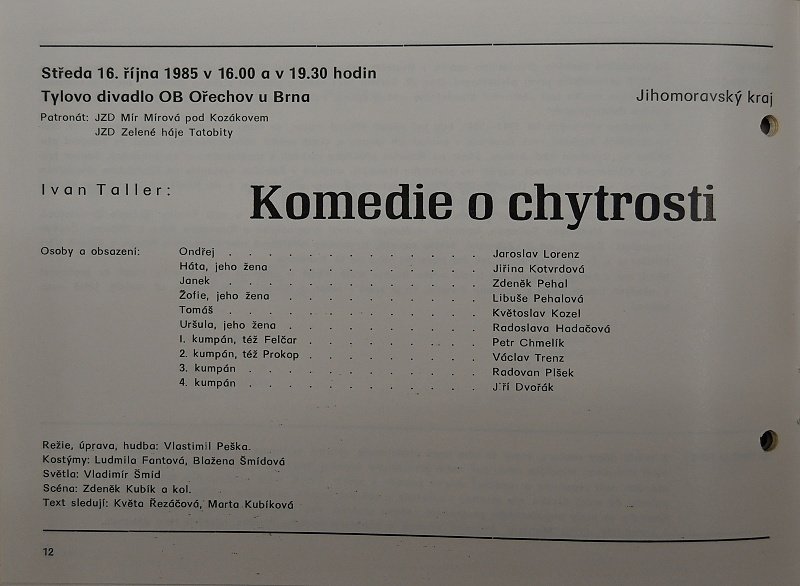 Středa 16. října 1985 v 16.00 a v 19.30 hodin
Tylovo divadlo OB Ořechov u Brna
Jihomoravský kraj
Patronát: JZD Mír Mírová pod Kozákovem
JZD Zelené háje Tatobity
Ivan Taller: Komedie o chytrosti
Osoby a obsazení: Ondřej . . . . . . . . . . . . Jaroslav Lorenz
Háta, jeho žena . . . . . . . . . Jiřina Kotvrdová
Janek . . . . . . . . . . . . Zdeněk Pehal
Žofie, jeho žena . . . . . . . . . Libuše Pehalová
Tomáš . . . . . . . . . . . . Květoslav Kozel
Uršula, jeho žena . . . . . . . . . Radoslava Hadačová
1. kumpán, též Felčar . . . . . . . . Petr Chmelík
2. kumpán, též Prokop . . . . . . . . Václav Trenz
3. kumpán . . . . . . . . . . . Radovan Plšek
4. kumpán . . . . . . . . . . . Jiří Dvořák
Režie, úprava, hudba: Vlastimil Peška.
Kostýmy: Ludmila Fantová, Blažena Šmídová
Světla: Vladimír Šmíd
Scéna: Zdeněk Kubík a kol.
Text sledují: Květa Řezáčová, Marta Kubíková
12